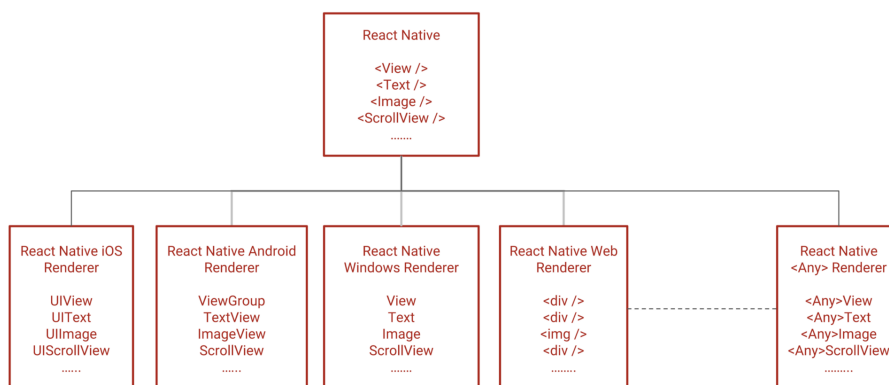 React Native
<View />
<Text />
<Image />
<ScrollView />
.......
React Native iOS
Renderer
UIView
UIText
UIImage
UIScrollView
......
React Native Android
Renderer
ViewGroup
TextView
ImageView
ScrollView
......
React Native
Windows Renderer
View
Text
Image
ScrollView
.......
React Native Web
Renderer
<div />
<div />
<img />
<div />
........
React Native
<Any> Renderer
<Any>View
<Any>Text
<Any>Image
<Any>ScrollView
.........